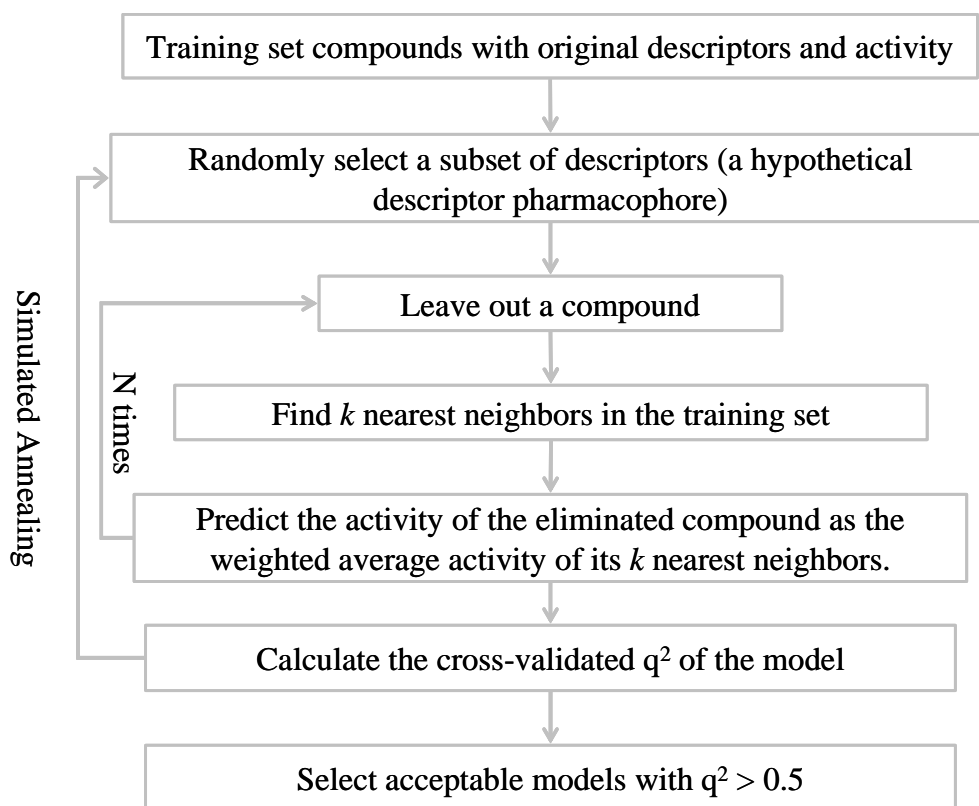 Training set compounds with original descriptors and activity
Randomly select a subset of descriptors (a hypothetical
descriptor pharmacophore)
Leave out a compound
Find k nearest neighbors in the training set
Predict the activity of the eliminated compound as the
weighted average activity of its k nearest neighbors.
Calculate the cross-validated q² of the model
Select acceptable models with q² > 0.5
N times
Simulated Annealing